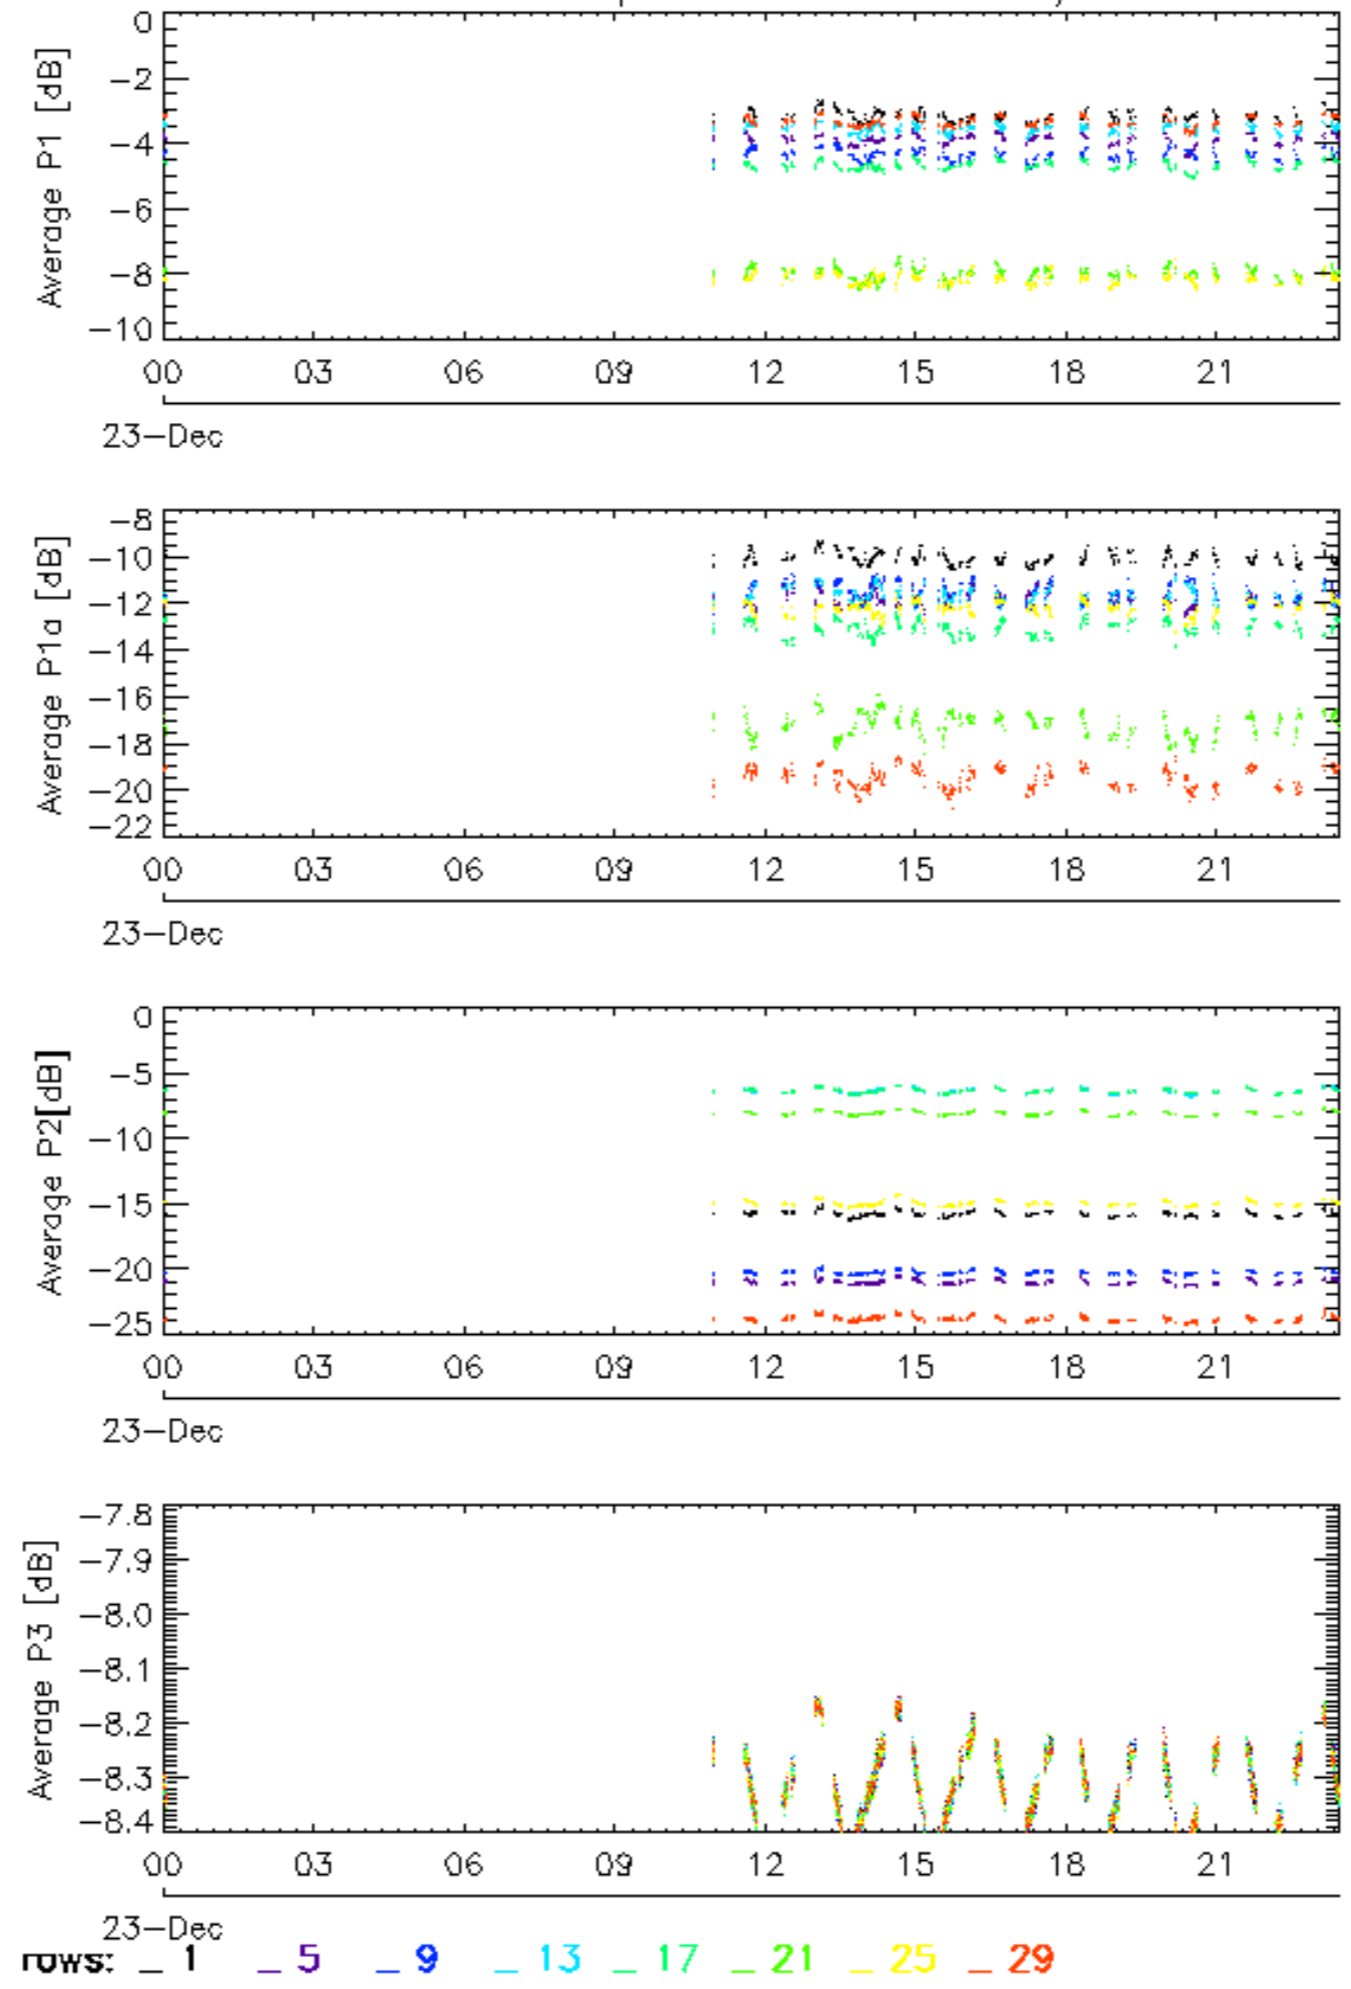 0
-2
-4
-6
-8
-10
Average P1 [dB]
00 03 06 09 12 15 18 21
23-Dec
-8
-10
-12
-14
-16
-18
-20
-22
Average P1a [dB]
00 03 06 09 12 15 18 21
23-Dec
0
-5
-10
-15
-20
-25
Average P2[dB]
00 03 06 09 12 15 18 21
23-Dec
-7.8
-7.9
-8.0
-8.1
-8.2
-8.3
-8.4
Average P3 [dB]
00 03 06 09 12 15 18 21
23-Dec
rows: _ 1 _ 5 _ 9 _ 13 _ 17 _ 21 _ 25 _ 29